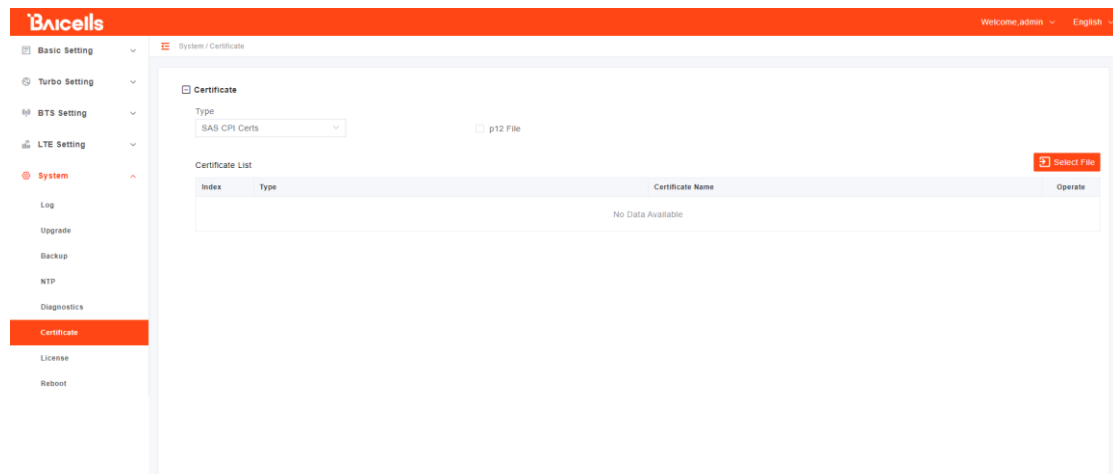 Baicells
Welcome,admin English
Basic Setting
System / Certificate
Turbo Setting
BTS Setting
LTE Setting
System
Log
Upgrade
Backup
NTP
Diagnostics
Certificate
License
Reboot
Certificate
Type
SAS CPI Certs
p12 File
Certificate List
Select File
Index Type Certificate Name Operate
No Data Available